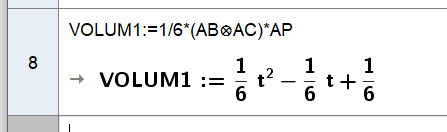 VOLUM1:=1/6*(AB⊗AC)*AP
8
→ VOLUM1 := 1/6 t² − 1/6 t + 1/6